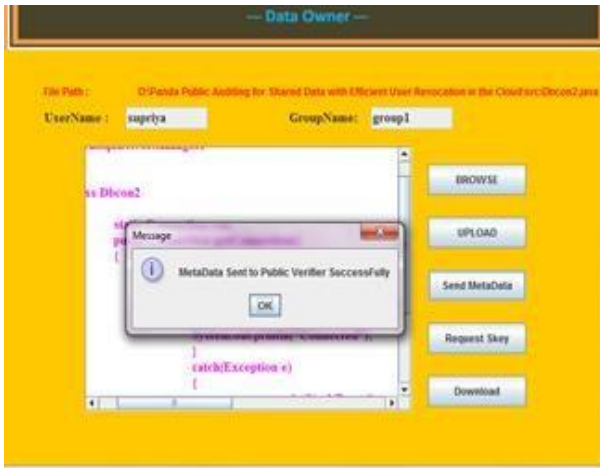 --- Data Owner ---
File Path : D:\Panda Public Auditing for Shared Data with Efficient User Revocation in the Cloud\src\Dbcon2.java
UserName : supriya GroupName: group1
ss Dbcon2
BROWSE
Message
UPLOAD
{
MetaData Sent to Public Verifier SuccessFully
Send MetaData
OK
Request Skey
}
catch(Exception e)
{
Download